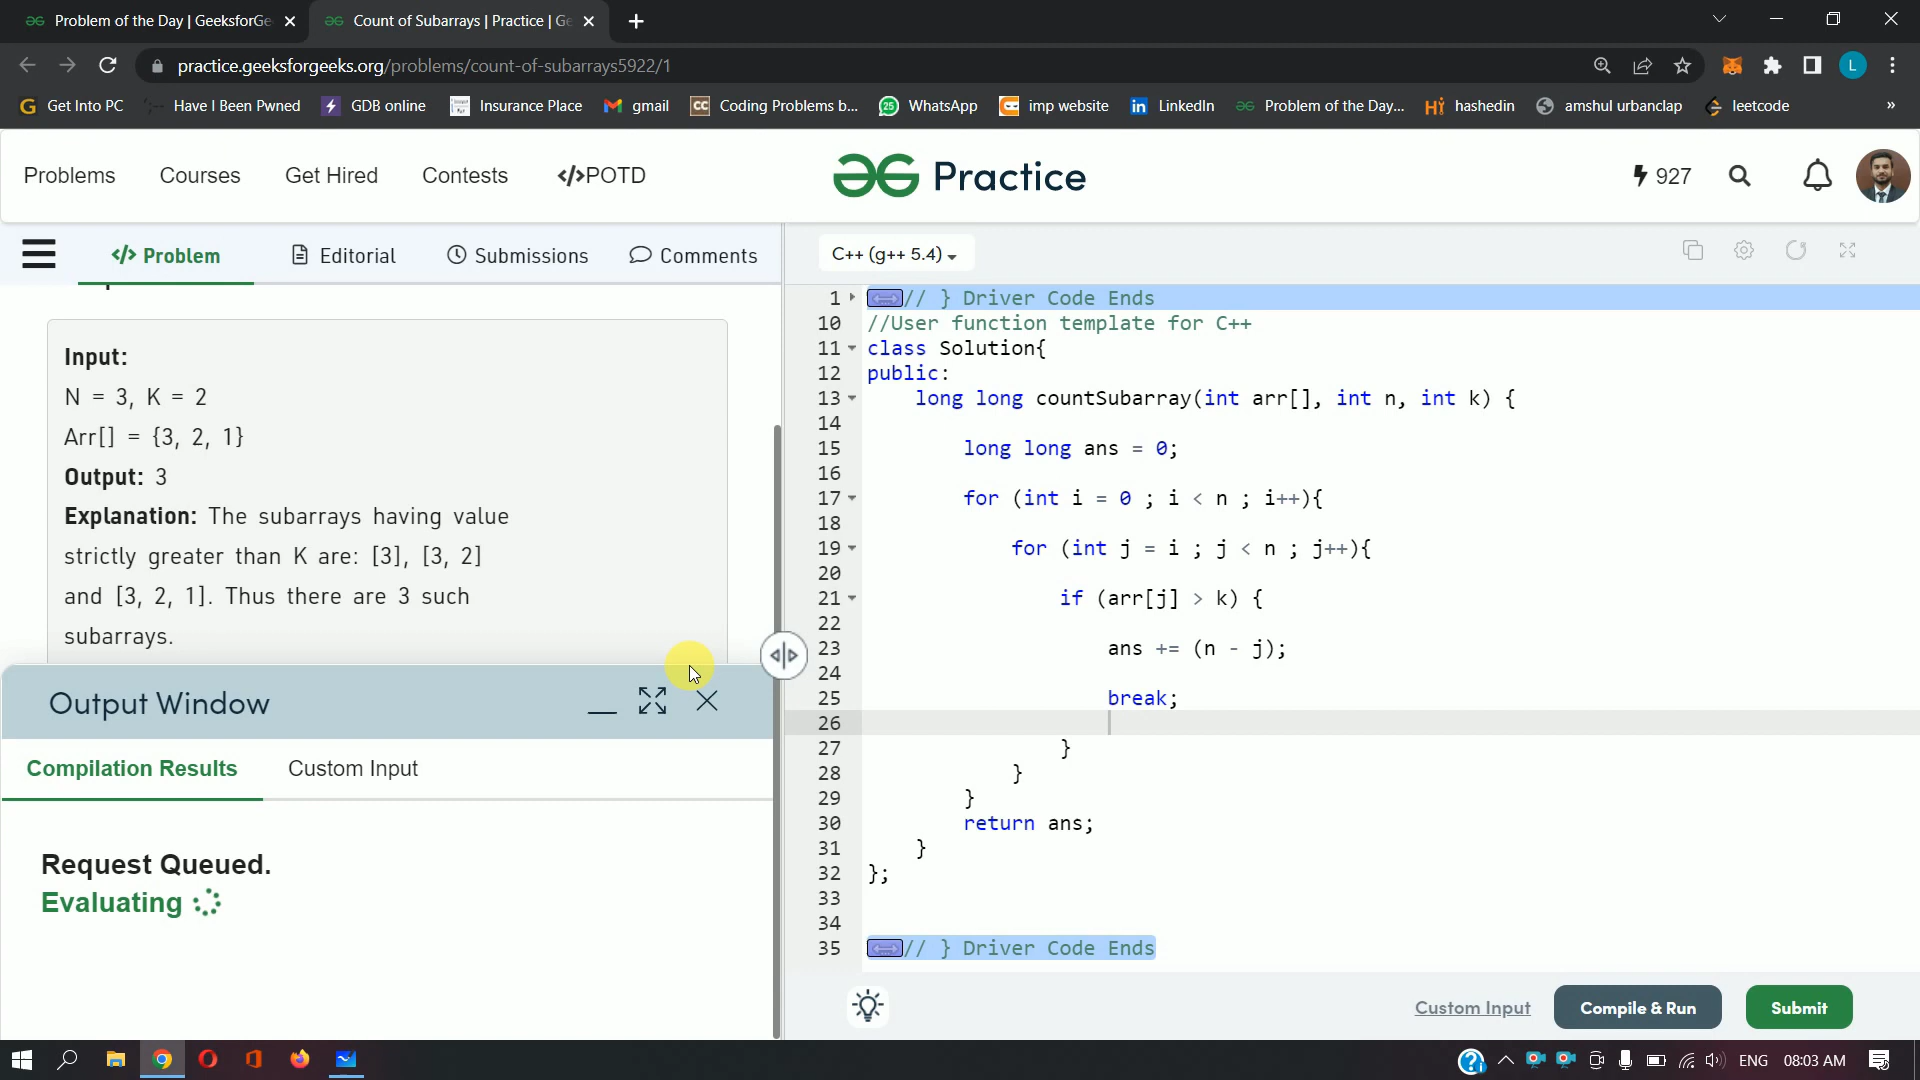 Problem of the Day | GeeksforGe
Count of Subarrays | Practice | Ge
practice.geeksforgeeks.org/problems/count-of-subarrays5922/1
L
Get Into PC
Have I Been Pwned
GDB online
Insurance Place
gmail
CC Coding Problems b...
25 WhatsApp
imp website
in LinkedIn
Problem of the Day...
hashedin
amshul urbanclap
leetcode
»
Problems
Courses
Get Hired
Contests
</>POTD
Practice
927
</> Problem
Editorial
Submissions
Comments
C++ (g++ 5.4)
Input:
N = 3, K = 2
Arr[] = {3, 2, 1}
Output: 3
Explanation: The subarrays having value
strictly greater than K are: [3], [3, 2]
and [3, 2, 1]. Thus there are 3 such
subarrays.
Output Window
Compilation Results
Custom Input
Request Queued.
Evaluating
1 // } Driver Code Ends
10 //User function template for C++
11 class Solution{
12 public:
13 long long countSubarray(int arr[], int n, int k) {
14
15 long long ans = 0;
16
17 for (int i = 0 ; i < n ; i++){
18
19 for (int j = i ; j < n ; j++){
20
21 if (arr[j] > k) {
22
23 ans += (n - j);
24
25 break;
26
27 }
28 }
29 }
30 return ans;
31 }
32 };
33
34
35 // } Driver Code Ends
Custom Input
Compile & Run
Submit
ENG
08:03 AM